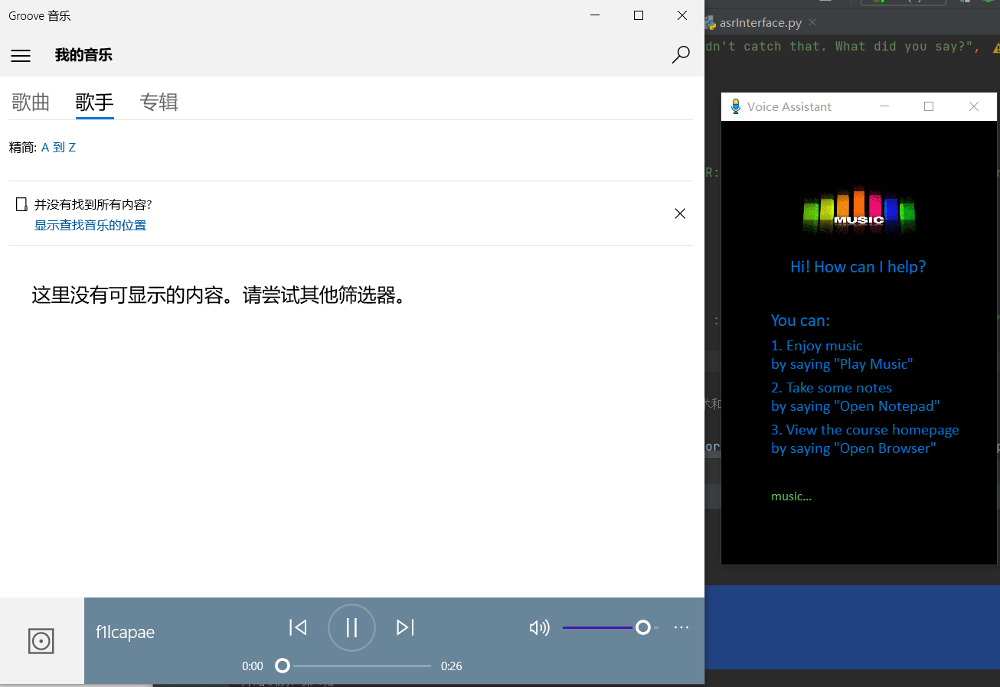 Groove 音乐
我的音乐
歌曲 歌手 专辑
精简: A 到 Z
并没有找到所有内容?
显示查找音乐的位置
这里没有可显示的内容。请尝试其他筛选器。
f1lcapae
0:00 0:26
asrInterface.py
dn't catch that. What did you say?",
R:
:
or
Voice Assistant
MUSIC
Hi! How can I help?
You can:
1. Enjoy music
by saying "Play Music"
2. Take some notes
by saying "Open Notepad"
3. View the course homepage
by saying "Open Browser"
music...